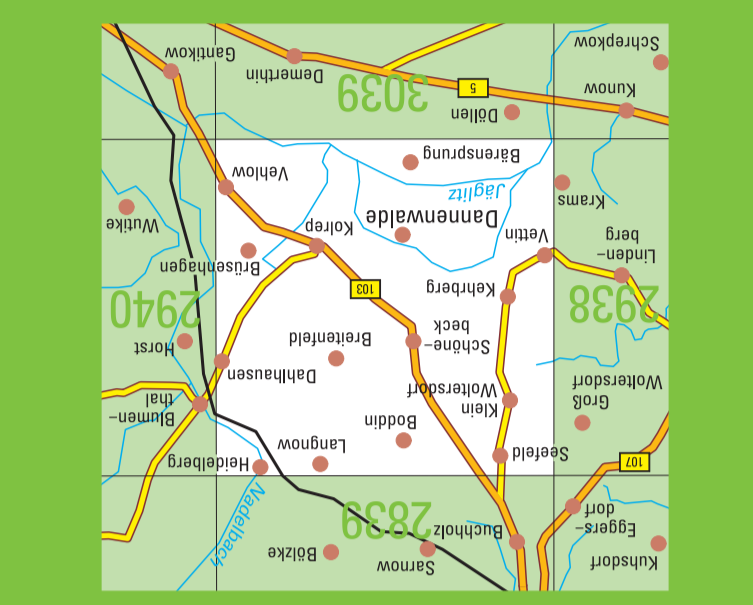 Kuhsdorf
Sarnow
Bölzke
Eggers-
dorf
Buchholz
2839
Nadelbach
107
Seefeld
Heidelberg
Langnow
Boddin
Groß
Woltersdorf
Klein
Woltersdorf
Blumen-
thal
Dahlhausen
Schöne-
beck
Breitenfeld
Horst
2938
103
2940
Kehrberg
Brüsenhagen
Linden-
berg
Vettin
Kolrep
Dannenwalde
Wutike
Krams
Jäglitz
Vehlow
Bärensprung
Döllen
3039
Kunow
5
Demerthin
Gantikow
Schrepkow